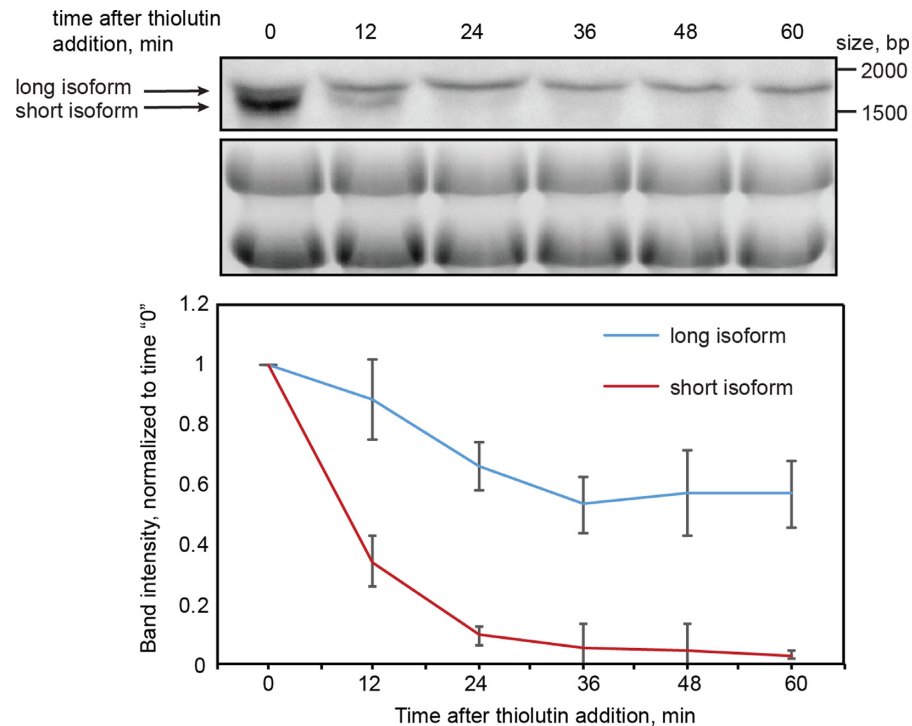 time after thiolutin
addition, min
0 12 24 36 48 60
size, bp
long isoform
short isoform
2000
1500
Band intensity, normalized to time “0”
1.2
1
0.8
0.6
0.4
0.2
0
long isoform
short isoform
0 12 24 36 48 60
Time after thiolutin addition, min